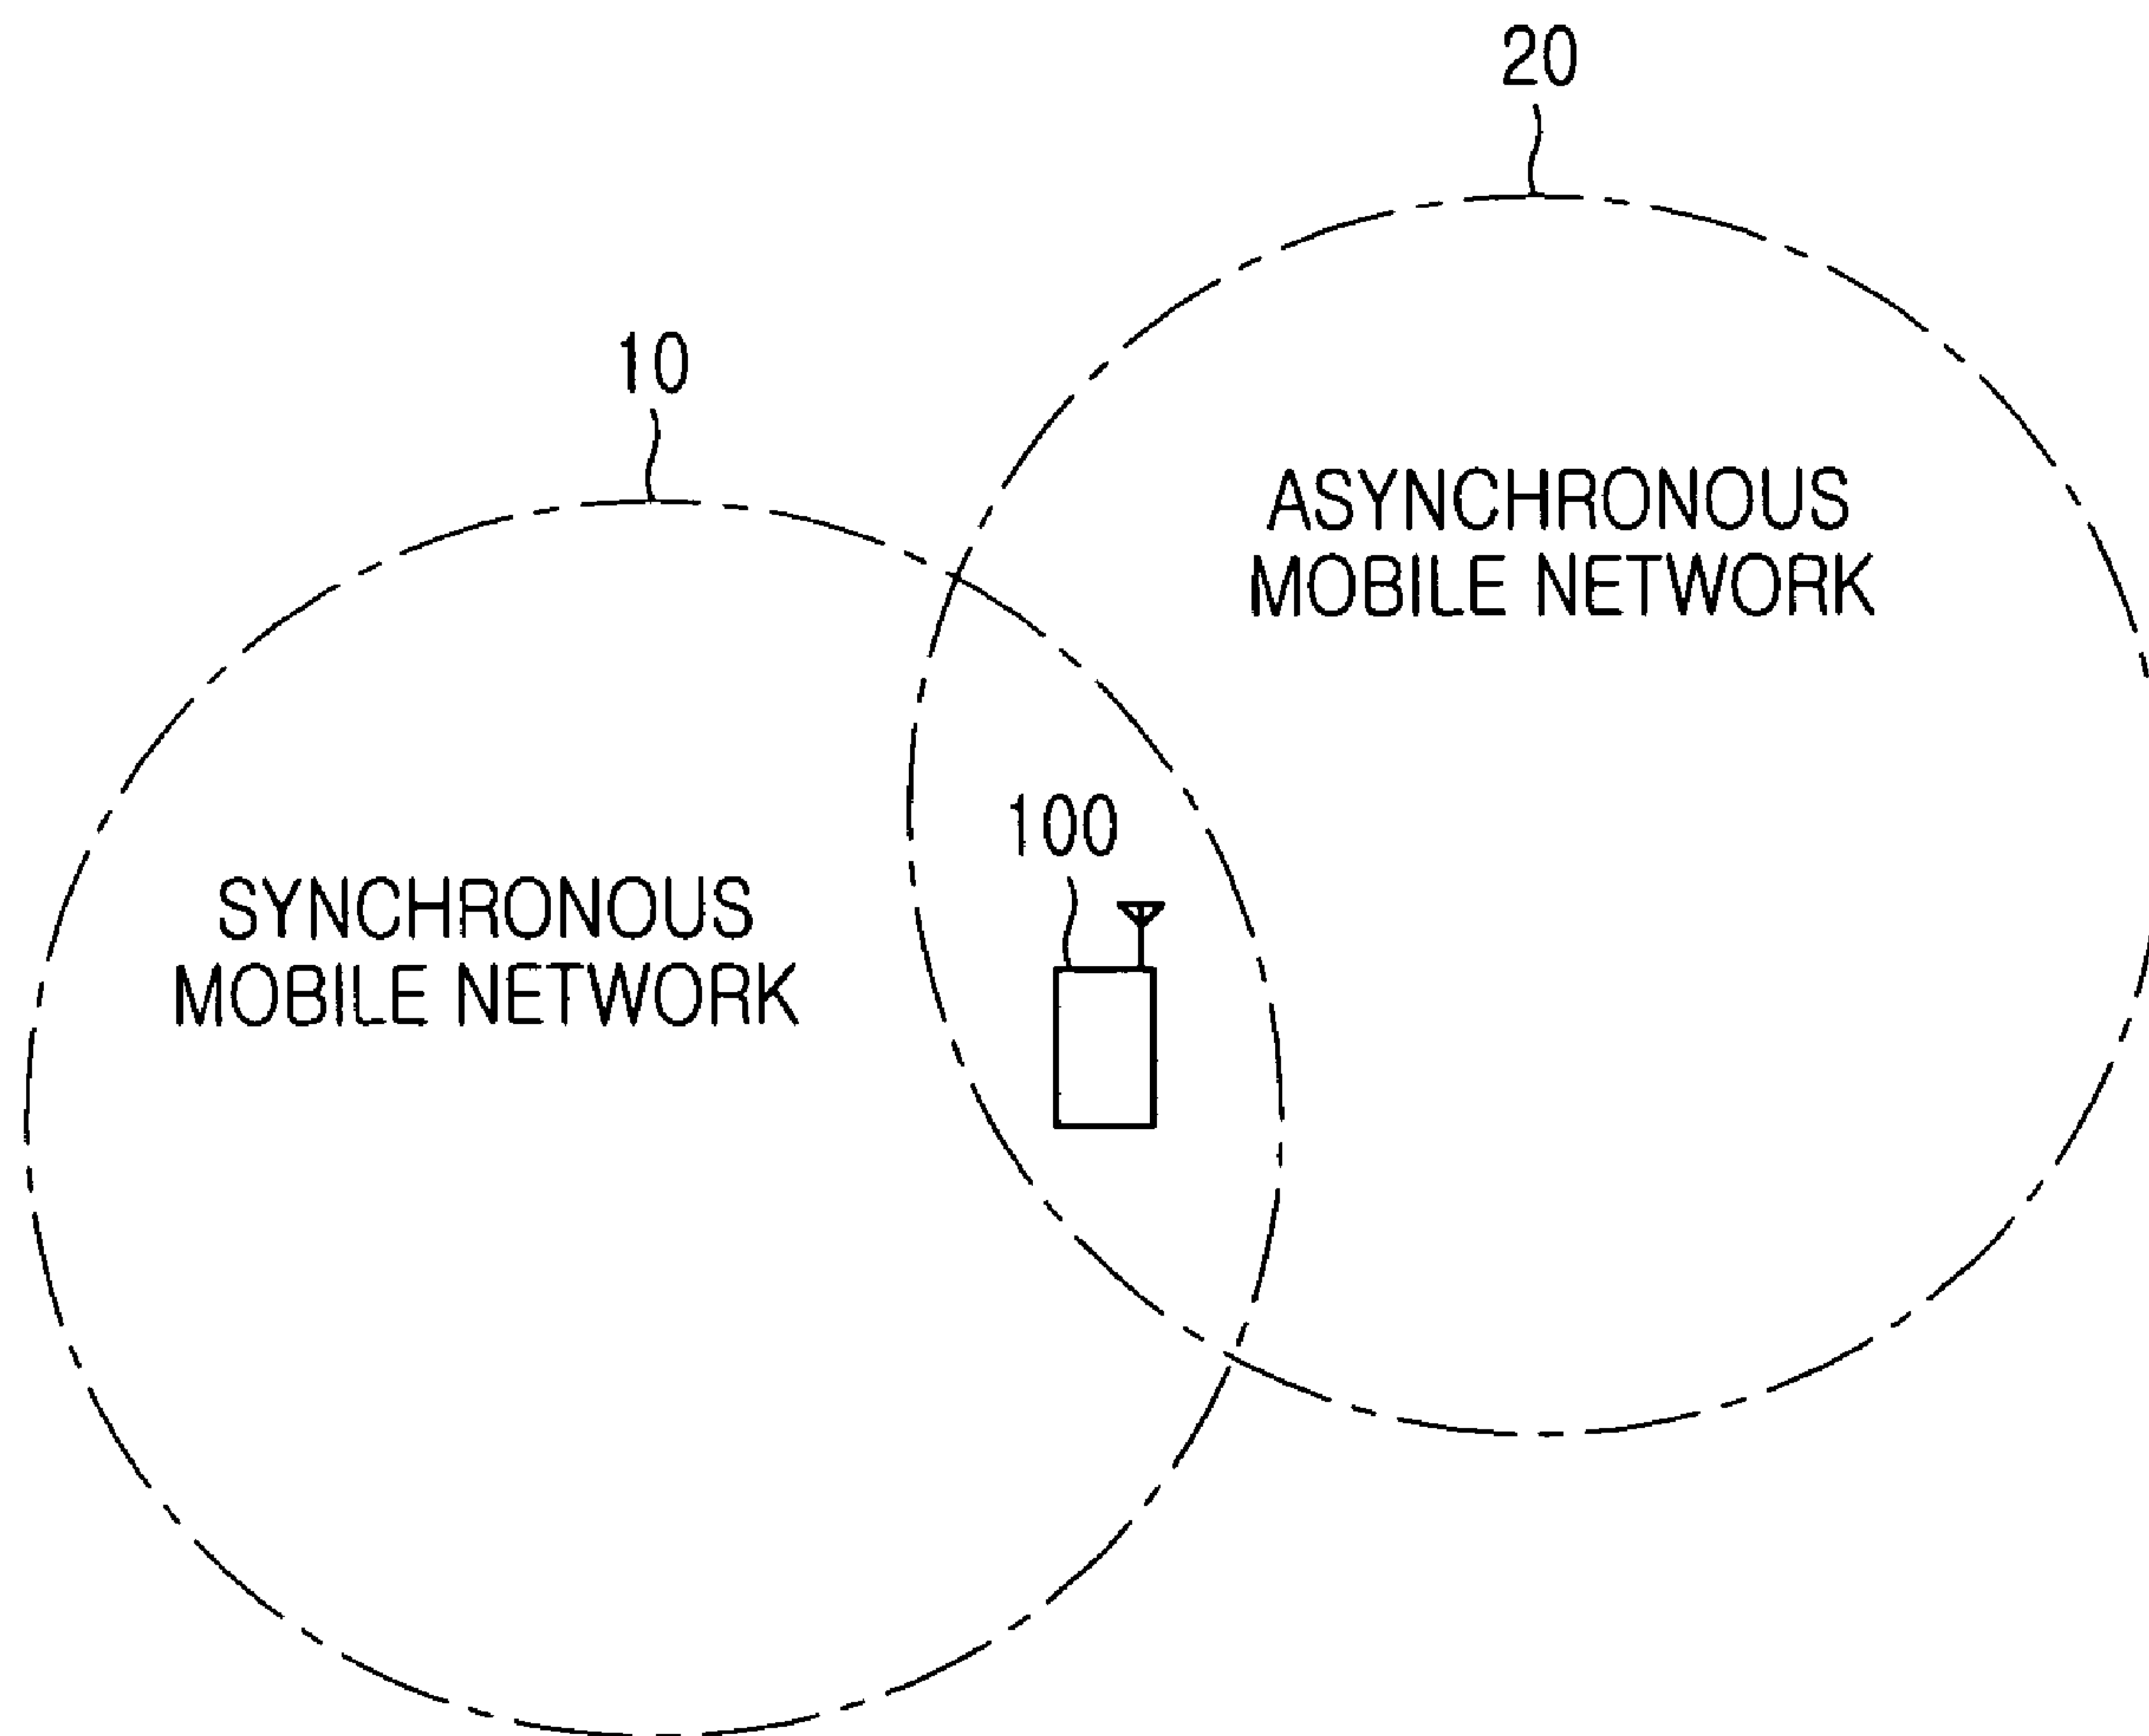 20
10
ASYNCHRONOUS
MOBILE NETWORK
100
SYNCHRONOUS
MOBILE NETWORK